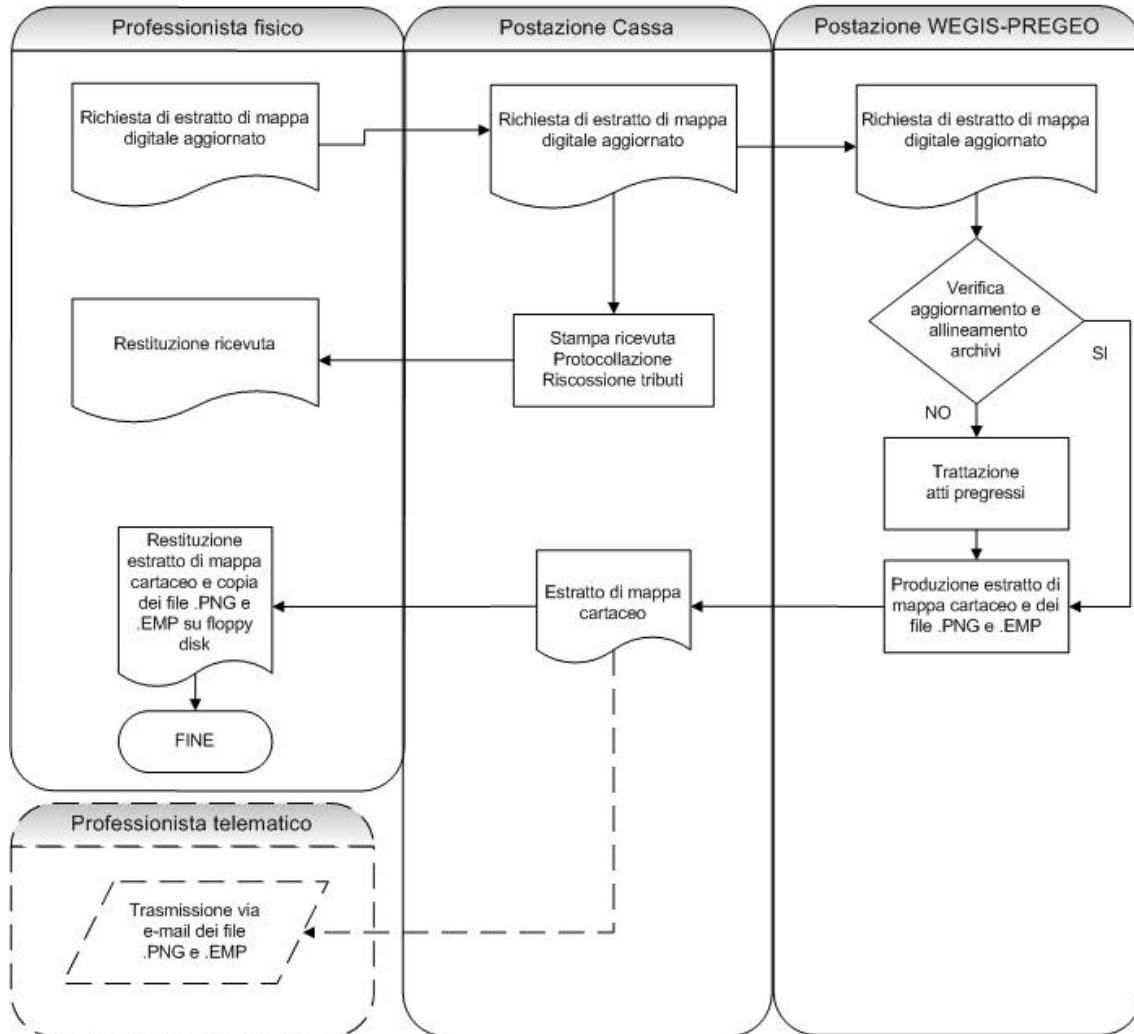 Professionista fisico
Postazione Cassa
Postazione WEGIS-PREGEO
Richiesta di estratto di mappa
digitale aggiornato
Richiesta di estratto di mappa
digitale aggiornato
Richiesta di estratto di mappa
digitale aggiornato
Verifica
aggiornamento e
allineamento
archivi
SI
NO
Restituzione ricevuta
Stampa ricevuta
Protocollazione
Riscossione tributi
Trattazione
atti pregressi
Restituzione
estratto di mappa
cartaceo e copia
dei file .PNG e
.EMP su floppy
disk
Estratto di mappa
cartaceo
Produzione estratto di
mappa cartaceo e dei
file .PNG e .EMP
FINE
Professionista telematico
Trasmissione via
e-mail dei file
.PNG e .EMP